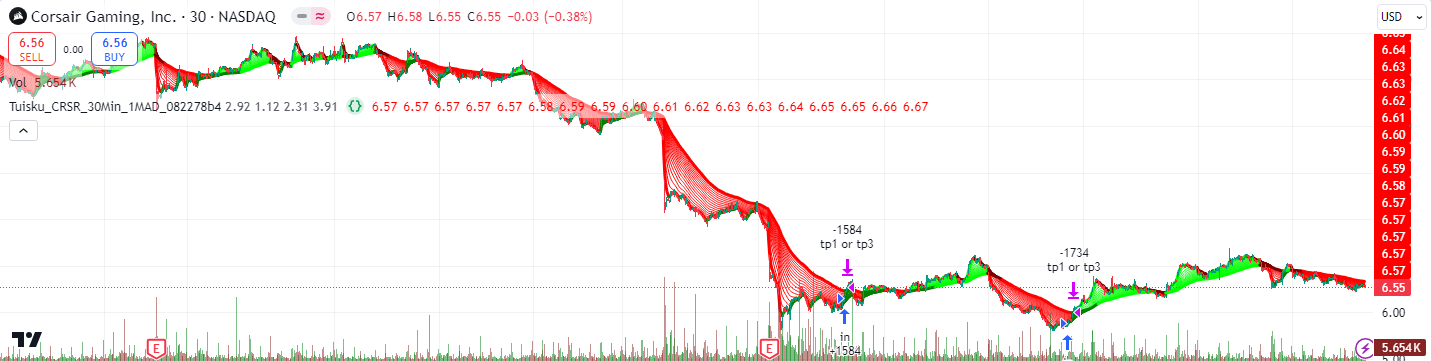 Corsair Gaming, Inc. · 30 · NASDAQ O6.57 H6.58 L6.55 C6.55 −0.03 (−0.38%)
USD
6.56 SELL
0.00
6.56 BUY
Vol 5.654K
Tuisku_CRSR_30Min_1MAD_082278b4 2.92 1.12 2.31 3.91 6.57 6.57 6.57 6.57 6.57 6.58 6.59 6.59 6.60 6.61 6.62 6.63 6.63 6.64 6.65 6.65 6.66 6.67
6.64
6.63
6.63
6.62
6.61
6.60
6.59
6.59
6.58
6.57
6.57
6.57
6.57
6.57
6.55
6.00
5.654K
-1584
tp1 or tp3
-1734
tp1 or tp3
in
+1584
E
E